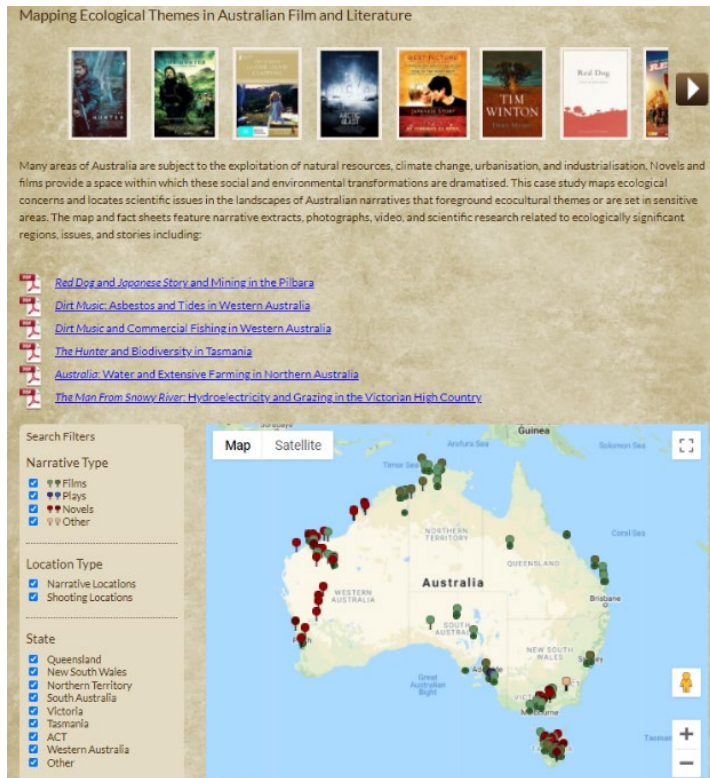 Mapping Ecological Themes in Australian Film and Literature
HUNTER
THE HUNTER
ARCTIC BLAST
BEST PICTURE
JAPANESE STORY
TIM
WINTON
Red Dog
Many areas of Australia are subject to the exploitation of natural resources, climate change, urbanisation, and industrialisation. Novels and
films provide a space within which these social and environmental transformations are dramatised. This case study maps ecological
concerns and locates scientific issues in the landscapes of Australian narratives that foreground ecocultural themes or are set in sensitive
areas. The map and fact sheets feature narrative extracts, photographs, video, and scientific research related to ecologically significant
regions, issues, and stories including:
Red Dog and Japanese Story and Mining in the Pilbara
Dirt Music: Asbestos and Tides in Western Australia
Dirt Music and Commercial Fishing in Western Australia
The Hunter and Biodiversity in Tasmania
Australia: Water and Extensive Farming in Northern Australia
The Man From Snowy River: Hydroelectricity and Grazing in the Victorian High Country
Search Filters
Narrative Type
Films
Plays
Novels
Other
Location Type
Narrative Locations
Shooting Locations
State
Queensland
New South Wales
Northern Territory
South Australia
Victoria
Tasmania
ACT
Western Australia
Other
Map
Satellite
Arafura Sea
Guinea
Solomon Sea
Timor Sea
NORTHERN
TERRITORY
Coral Sea
QUEENSLAND
Australia
WESTERN
AUSTRALIA
Brisbane
SOUTH
AUSTRALIA
NEW SOUTH
WALES
Perth
Adelaide
Sydney
Great
Australian
Bight
Melbourne